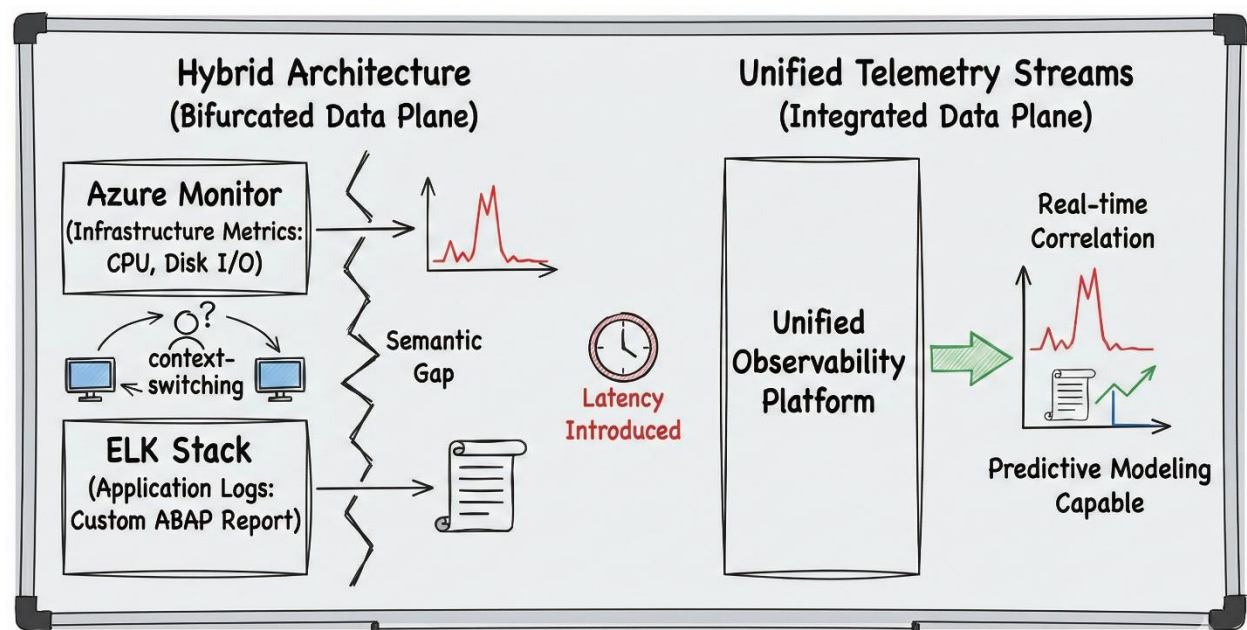 Hybrid Architecture
(Bifurcated Data Plane)
Azure Monitor
(Infrastructure Metrics:
CPU, Disk I/O)
?
context-
switching
ELK Stack
(Application Logs:
Custom ABAP Report)
Semantic
Gap
Latency
Introduced
Unified Telemetry Streams
(Integrated Data Plane)
Unified
Observability
Platform
Real-time
Correlation
Predictive Modeling
Capable